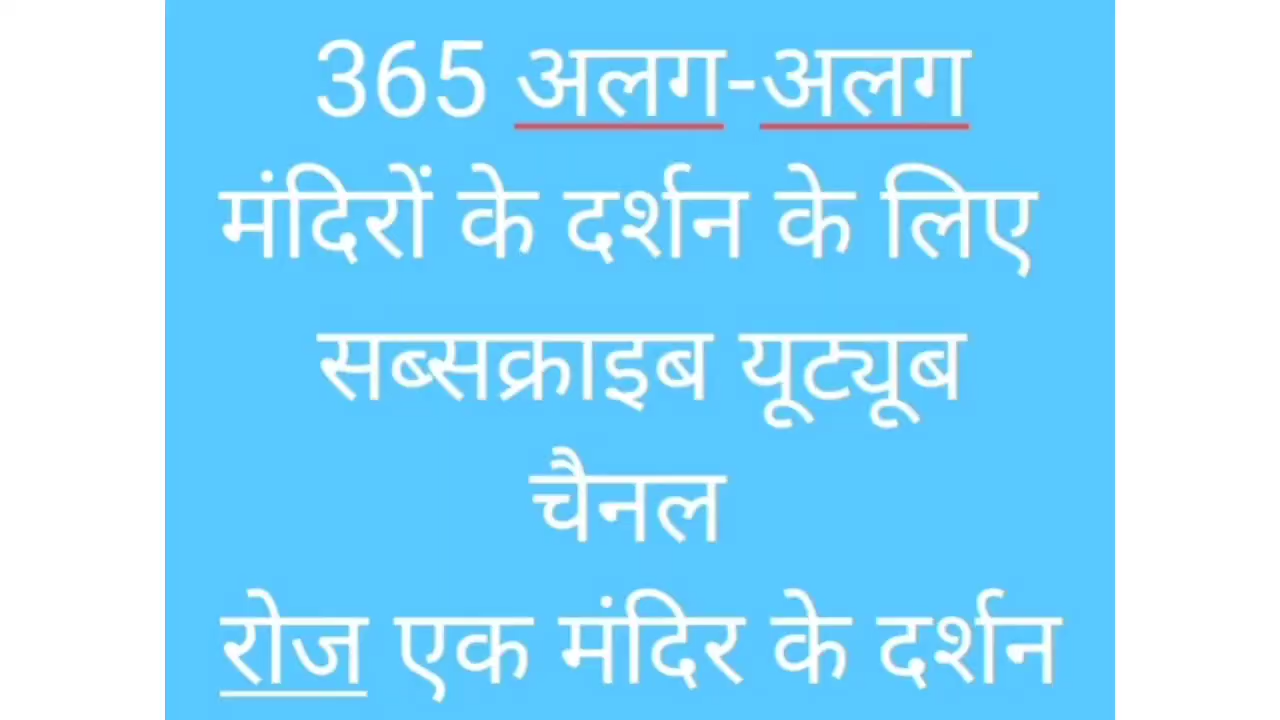 365 अलग-अलग
मंदिरों के दर्शन के लिए
सब्सक्राइब यूट्यूब
चैनल
रोज एक मंदिर के दर्शन